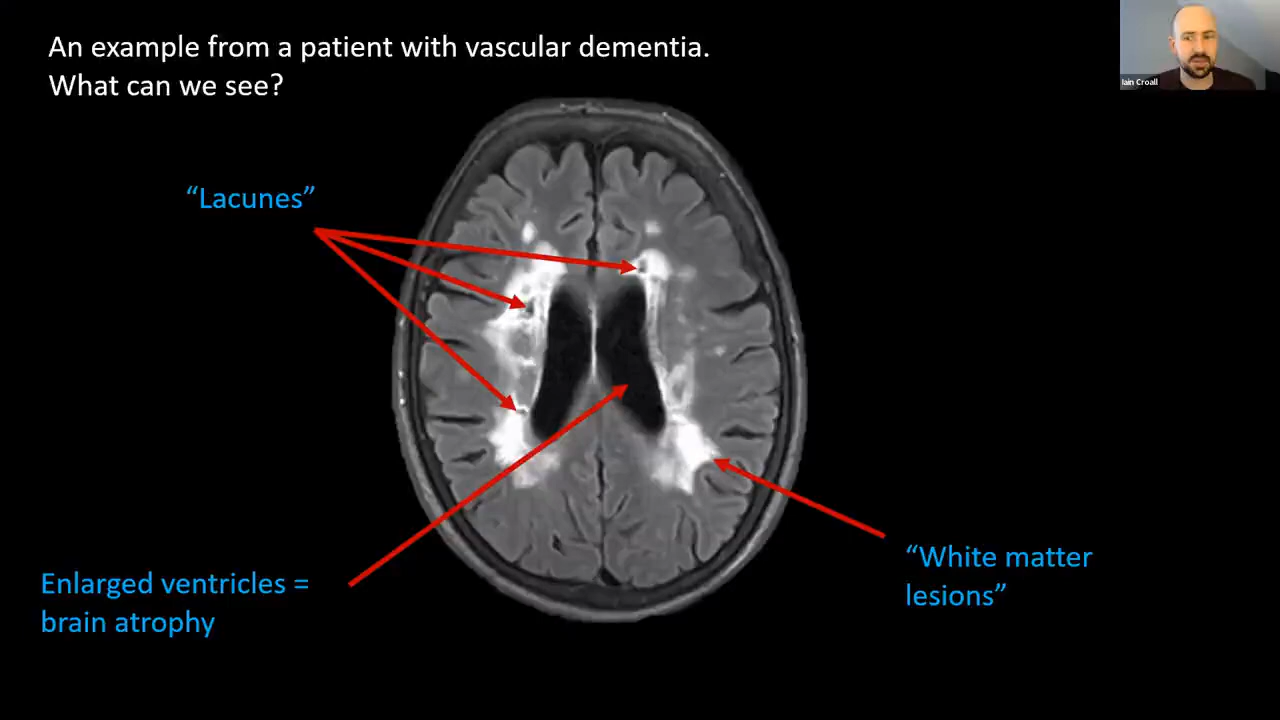 An example from a patient with vascular dementia.
What can we see?
Iain Croall
“Lacunes”
Enlarged ventricles =
brain atrophy
“White matter
lesions”